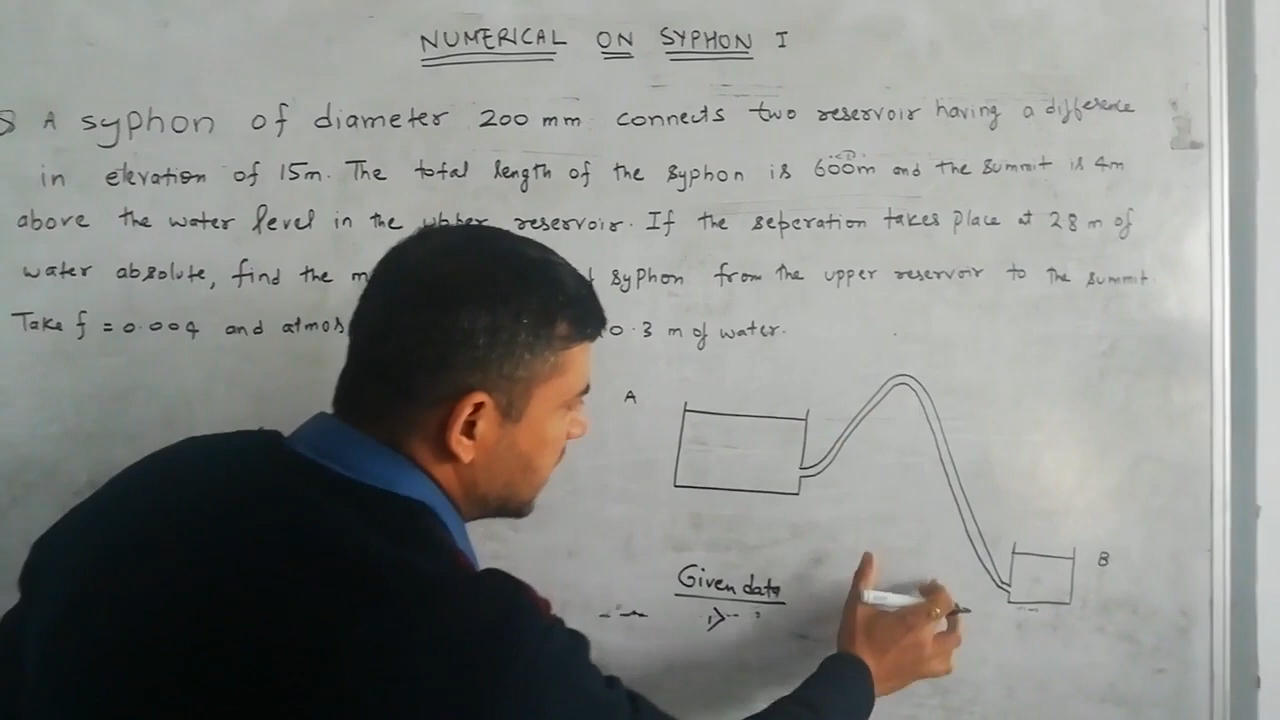 NUMERICAL ON SYPHON I
A syphon of diameter 200 mm connects two reservoir having a difference
in elevation of 15m. The total length of the syphon is 600m and the summit is 4m
above the water level in the upper reservoir. If the seperation takes place at 28 m of
water absolute, find the m syphon from the upper reservoir to the summit.
Take f = 0.004 and atmos 0.3 m of water.
A
B
Given data
1)